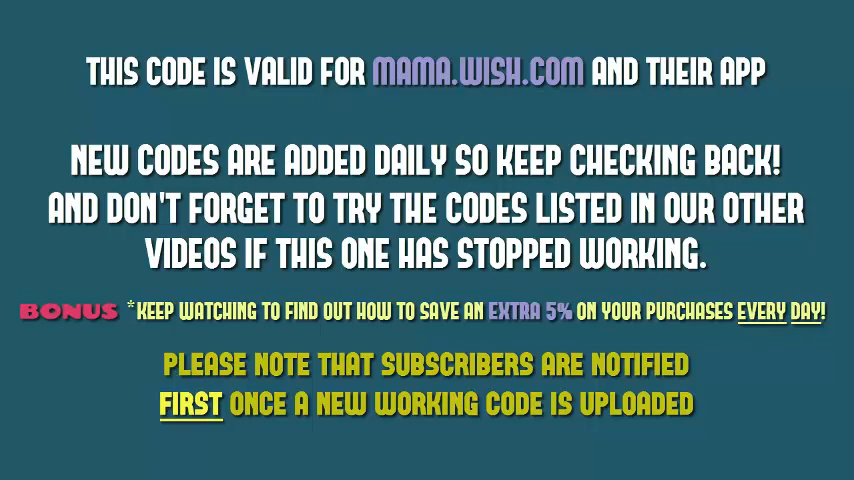 THIS CODE IS VALID FOR MAMA.WISH.COM AND THEIR APP
NEW CODES ARE ADDED DAILY SO KEEP CHECKING BACK!
AND DON'T FORGET TO TRY THE CODES LISTED IN OUR OTHER
VIDEOS IF THIS ONE HAS STOPPED WORKING.
BONUS *KEEP WATCHING TO FIND OUT HOW TO SAVE AN EXTRA 5% ON YOUR PURCHASES EVERY DAY!
PLEASE NOTE THAT SUBSCRIBERS ARE NOTIFIED
FIRST ONCE A NEW WORKING CODE IS UPLOADED